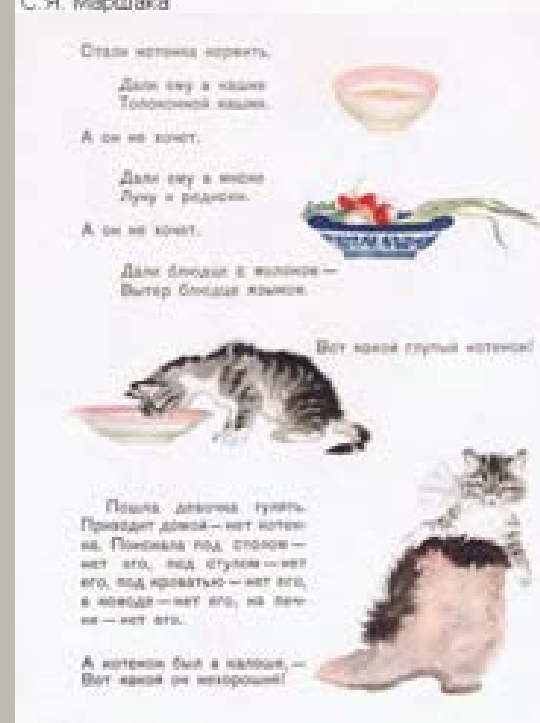 С.Я. Маршака
Стали котенка кормить.
Дали ему в чашке
Толоконной кашки.
А он не хочет.
Дали ему в миске
Луку и редиски.
А он не хочет.
Дали блюдце с молоком —
Вытер блюдце языком.
Вот какой глупый котенок!
Пошла девочка гулять.
Приходит домой — нет котен-
ка. Поискала под столом —
нет его, под стулом — нет
его, под кроватью — нет его,
в комоде — нет его, на печ-
ке — нет его.
А котенок был в калоше, —
Вот какой он нехороший!